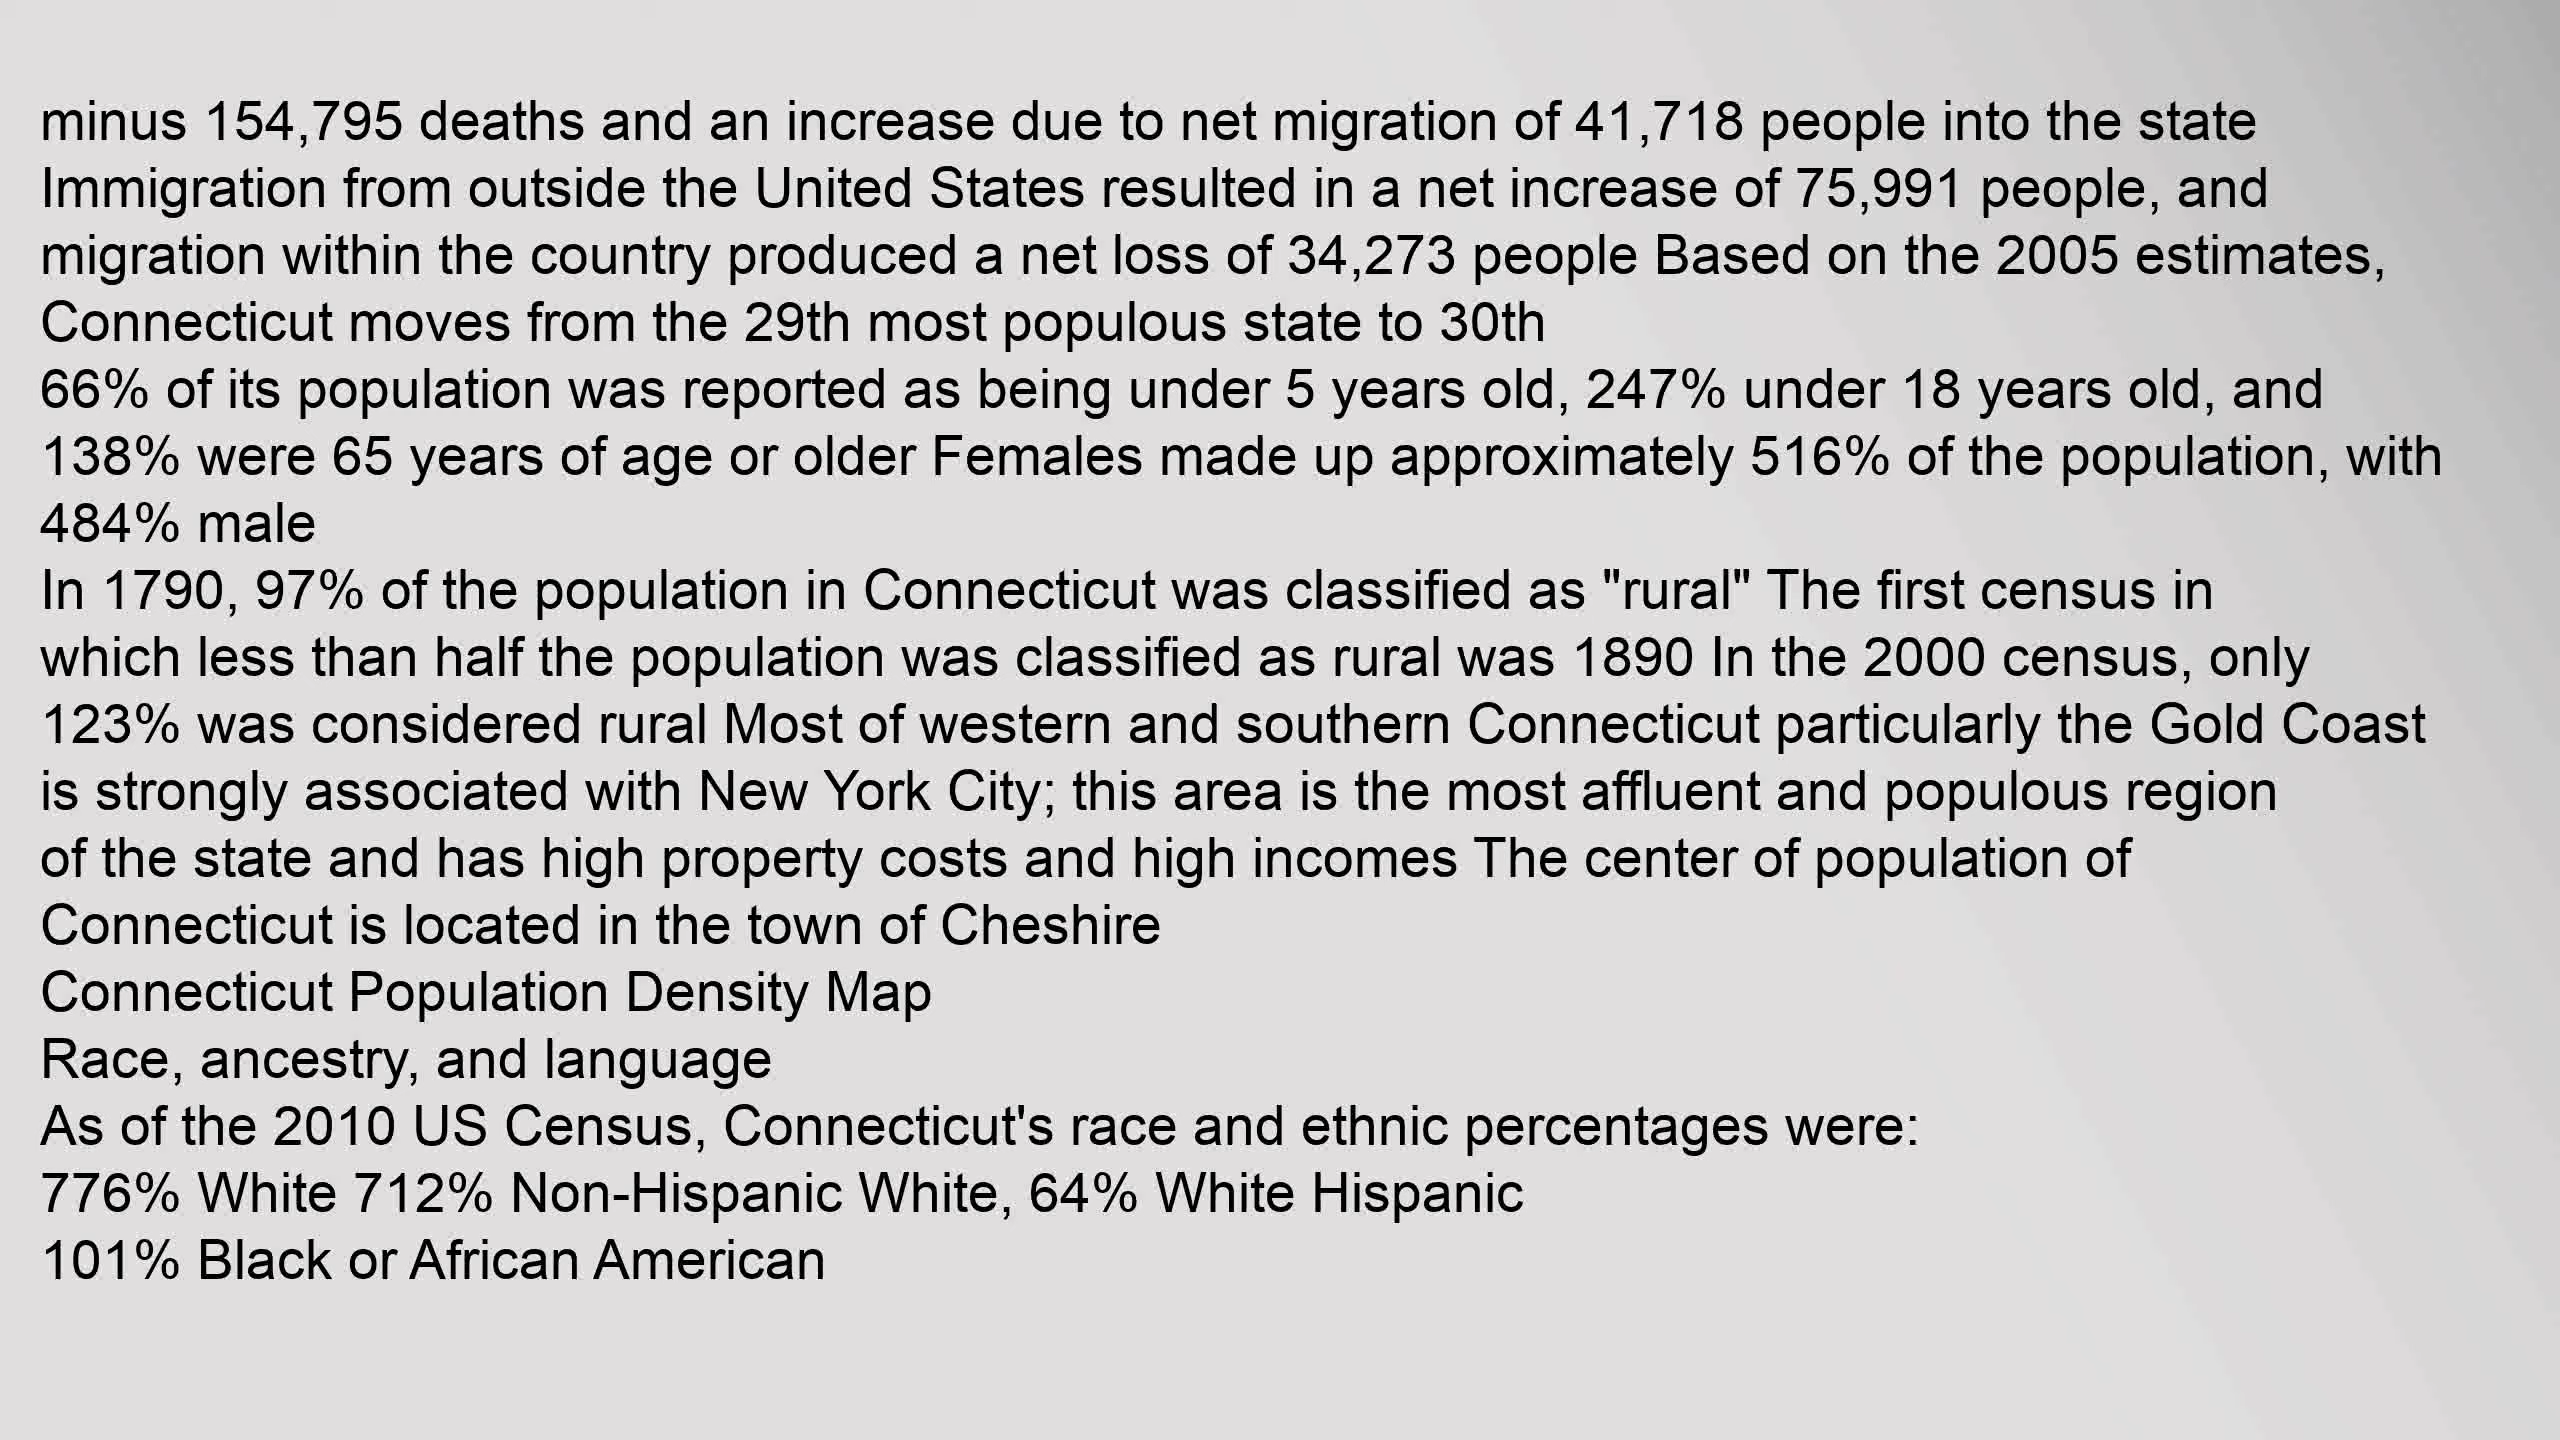 minus 154,795 deaths and an increase due to net migration of 41,718 people into the state
Immigration from outside the United States resulted in a net increase of 75,991 people, and
migration within the country produced a net loss of 34,273 people Based on the 2005 estimates,
Connecticut moves from the 29th most populous state to 30th
66% of its population was reported as being under 5 years old, 247% under 18 years old, and
138% were 65 years of age or older Females made up approximately 516% of the population, with
484% male
In 1790, 97% of the population in Connecticut was classified as "rural" The first census in
which less than half the population was classified as rural was 1890 In the 2000 census, only
123% was considered rural Most of western and southern Connecticut particularly the Gold Coast
is strongly associated with New York City; this area is the most affluent and populous region
of the state and has high property costs and high incomes The center of population of
Connecticut is located in the town of Cheshire
Connecticut Population Density Map
Race, ancestry, and language
As of the 2010 US Census, Connecticut's race and ethnic percentages were:
776% White 712% Non-Hispanic White, 64% White Hispanic
101% Black or African American